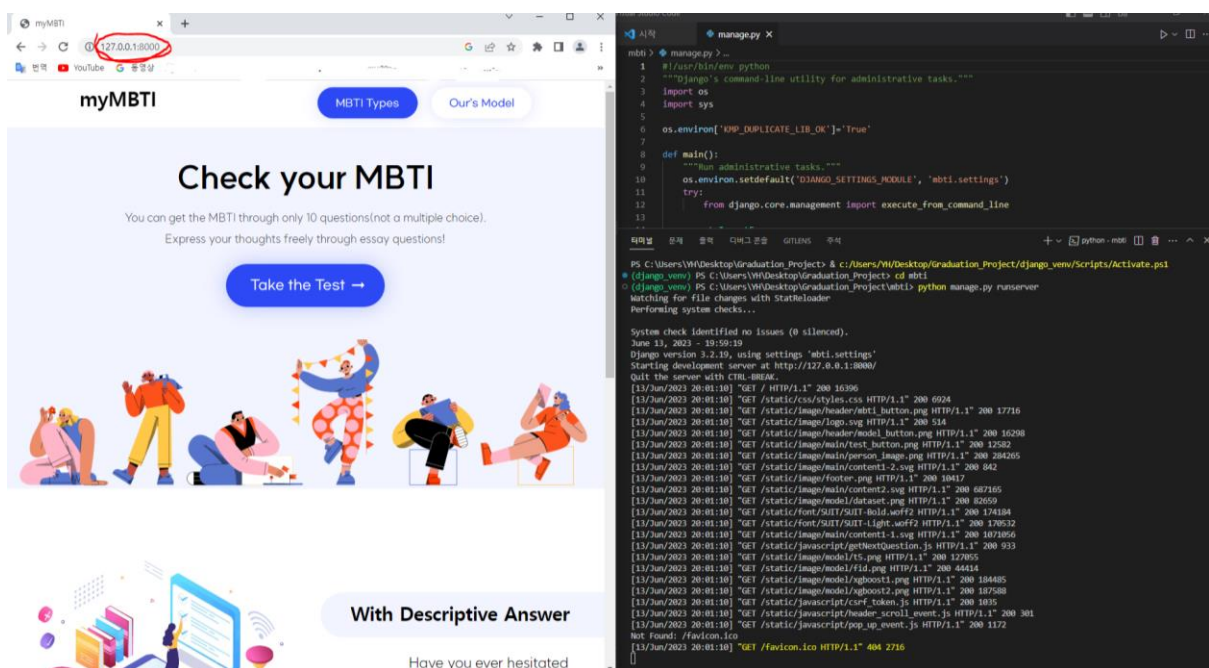 myMBTI
127.0.0.1:8000
번역
YouTube
동영상
myMBTI
MBTI Types
Our's Model
Check your MBTI
You can get the MBTI through only 10 questions(not a multiple choice).
Express your thoughts freely through essay questions!
Take the Test →
With Descriptive Answer
Have you ever hesitated
시작
manage.py
mbti > manage.py > ...
1 #!/usr/bin/env python
2 """Django's command-line utility for administrative tasks."""
3 import os
4 import sys
5
6 os.environ['KMP_DUPLICATE_LIB_OK']='True'
7
8 def main():
9 """Run administrative tasks."""
10 os.environ.setdefault('DJANGO_SETTINGS_MODULE', 'mbti.settings')
11 try:
12 from django.core.management import execute_from_command_line
13
터미널 문제 출력 디버그 콘솔 GITLENS 주석
python - mbti
PS C:\Users\YH\Desktop\Graduation_Project> & c:/Users/YH/Desktop/Graduation_Project/django_venv/Scripts/Activate.ps1
(django_venv) PS C:\Users\YH\Desktop\Graduation_Project> cd mbti
(django_venv) PS C:\Users\YH\Desktop\Graduation_Project\mbti> python manage.py runserver
Watching for file changes with StatReloader
Performing system checks...
System check identified no issues (0 silenced).
June 13, 2023 - 19:59:19
Django version 3.2.19, using settings 'mbti.settings'
Starting development server at http://127.0.0.1:8000/
Quit the server with CTRL-BREAK.
[13/Jun/2023 20:01:10] "GET / HTTP/1.1" 200 16396
[13/Jun/2023 20:01:10] "GET /static/css/styles.css HTTP/1.1" 200 6924
[13/Jun/2023 20:01:10] "GET /static/image/header/mbti_button.png HTTP/1.1" 200 17716
[13/Jun/2023 20:01:10] "GET /static/image/logo.svg HTTP/1.1" 200 514
[13/Jun/2023 20:01:10] "GET /static/image/header/model_button.png HTTP/1.1" 200 16298
[13/Jun/2023 20:01:10] "GET /static/image/main/test_button.png HTTP/1.1" 200 12582
[13/Jun/2023 20:01:10] "GET /static/image/main/person_image.png HTTP/1.1" 200 284265
[13/Jun/2023 20:01:10] "GET /static/image/main/content1-2.svg HTTP/1.1" 200 842
[13/Jun/2023 20:01:10] "GET /static/image/footer.png HTTP/1.1" 200 10417
[13/Jun/2023 20:01:10] "GET /static/image/main/content2.svg HTTP/1.1" 200 687165
[13/Jun/2023 20:01:10] "GET /static/image/model/dataset.png HTTP/1.1" 200 82659
[13/Jun/2023 20:01:10] "GET /static/font/SUIT/SUIT-Bold.woff2 HTTP/1.1" 200 174184
[13/Jun/2023 20:01:10] "GET /static/font/SUIT/SUIT-Light.woff2 HTTP/1.1" 200 170532
[13/Jun/2023 20:01:10] "GET /static/image/main/content1-1.svg HTTP/1.1" 200 1071056
[13/Jun/2023 20:01:10] "GET /static/javascript/getNextQuestion.js HTTP/1.1" 200 933
[13/Jun/2023 20:01:10] "GET /static/image/model/t5.png HTTP/1.1" 200 127055
[13/Jun/2023 20:01:10] "GET /static/image/model/fid.png HTTP/1.1" 200 44414
[13/Jun/2023 20:01:10] "GET /static/image/model/xgboost1.png HTTP/1.1" 200 184485
[13/Jun/2023 20:01:10] "GET /static/image/model/xgboost2.png HTTP/1.1" 200 187588
[13/Jun/2023 20:01:10] "GET /static/javascript/csrf_token.js HTTP/1.1" 200 1035
[13/Jun/2023 20:01:10] "GET /static/javascript/header_scroll_event.js HTTP/1.1" 200 301
[13/Jun/2023 20:01:10] "GET /static/javascript/pop_up_event.js HTTP/1.1" 200 1172
Not Found: /favicon.ico
[13/Jun/2023 20:01:10] "GET /favicon.ico HTTP/1.1" 404 2716